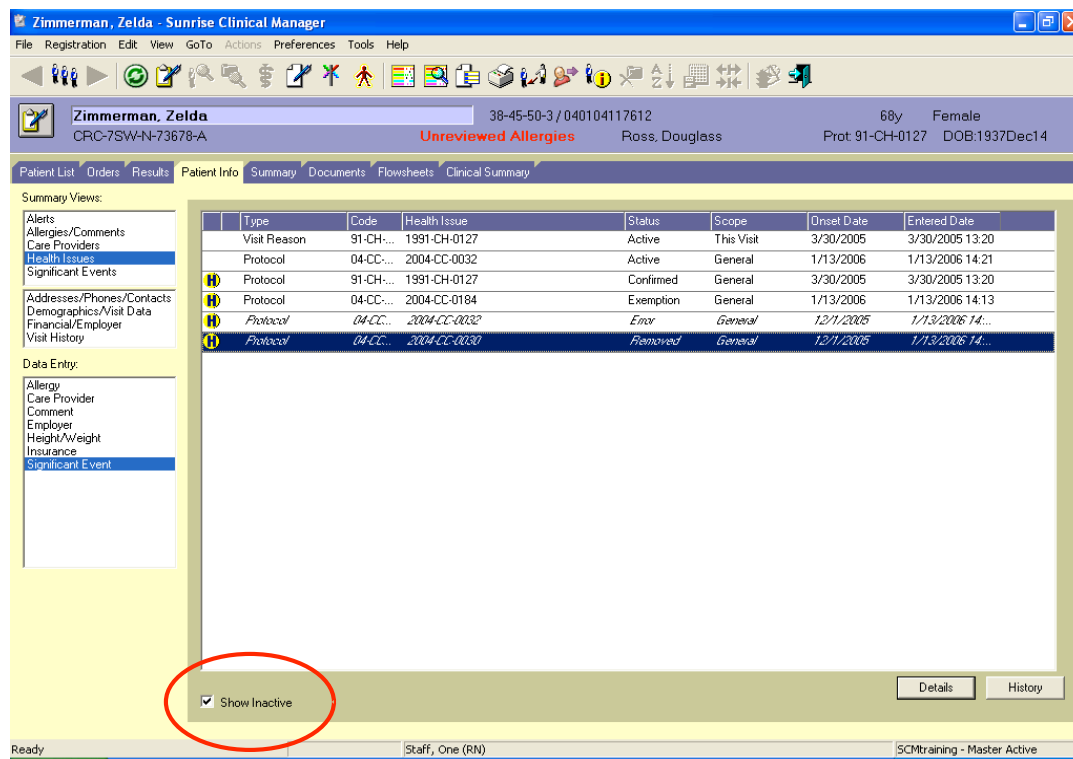 Zimmerman, Zelda - Sunrise Clinical Manager
File Registration Edit View GoTo Actions Preferences Tools Help
Zimmerman, Zelda 38-45-50-3 / 040104117612 68y Female
CRC-7SW-N-73678-A Unreviewed Allergies Ross, Douglass Prot: 91-CH-0127 DOB:1937Dec14
Patient List Orders Results Patient Info Summary Documents Flowsheets Clinical Summary
Summary Views:
Alerts
Allergies/Comments
Care Providers
Health Issues
Significant Events
Addresses/Phones/Contacts
Demographics/Visit Data
Financial/Employer
Visit History
Data Entry:
Allergy
Care Provider
Comment
Employer
Height/Weight
Insurance
Significant Event
Type Code Health Issue Status Scope Onset Date Entered Date
Visit Reason 91-CH-... 1991-CH-0127 Active This Visit 3/30/2005 3/30/2005 13:20
Protocol 04-CC-... 2004-CC-0032 Active General 1/13/2006 1/13/2006 14:21
H Protocol 91-CH-... 1991-CH-0127 Confirmed General 3/30/2005 3/30/2005 13:20
H Protocol 04-CC-... 2004-CC-0184 Exemption General 1/13/2006 1/13/2006 14:13
H Protocol 04-CC... 2004-CC-0032 Error General 12/1/2005 1/13/2006 14:...
H Protocol 04-CC... 2004-CC-0030 Removed General 12/1/2005 1/13/2006 14:...
Show Inactive
Details History
Ready Staff, One (RN) SCMtraining - Master Active